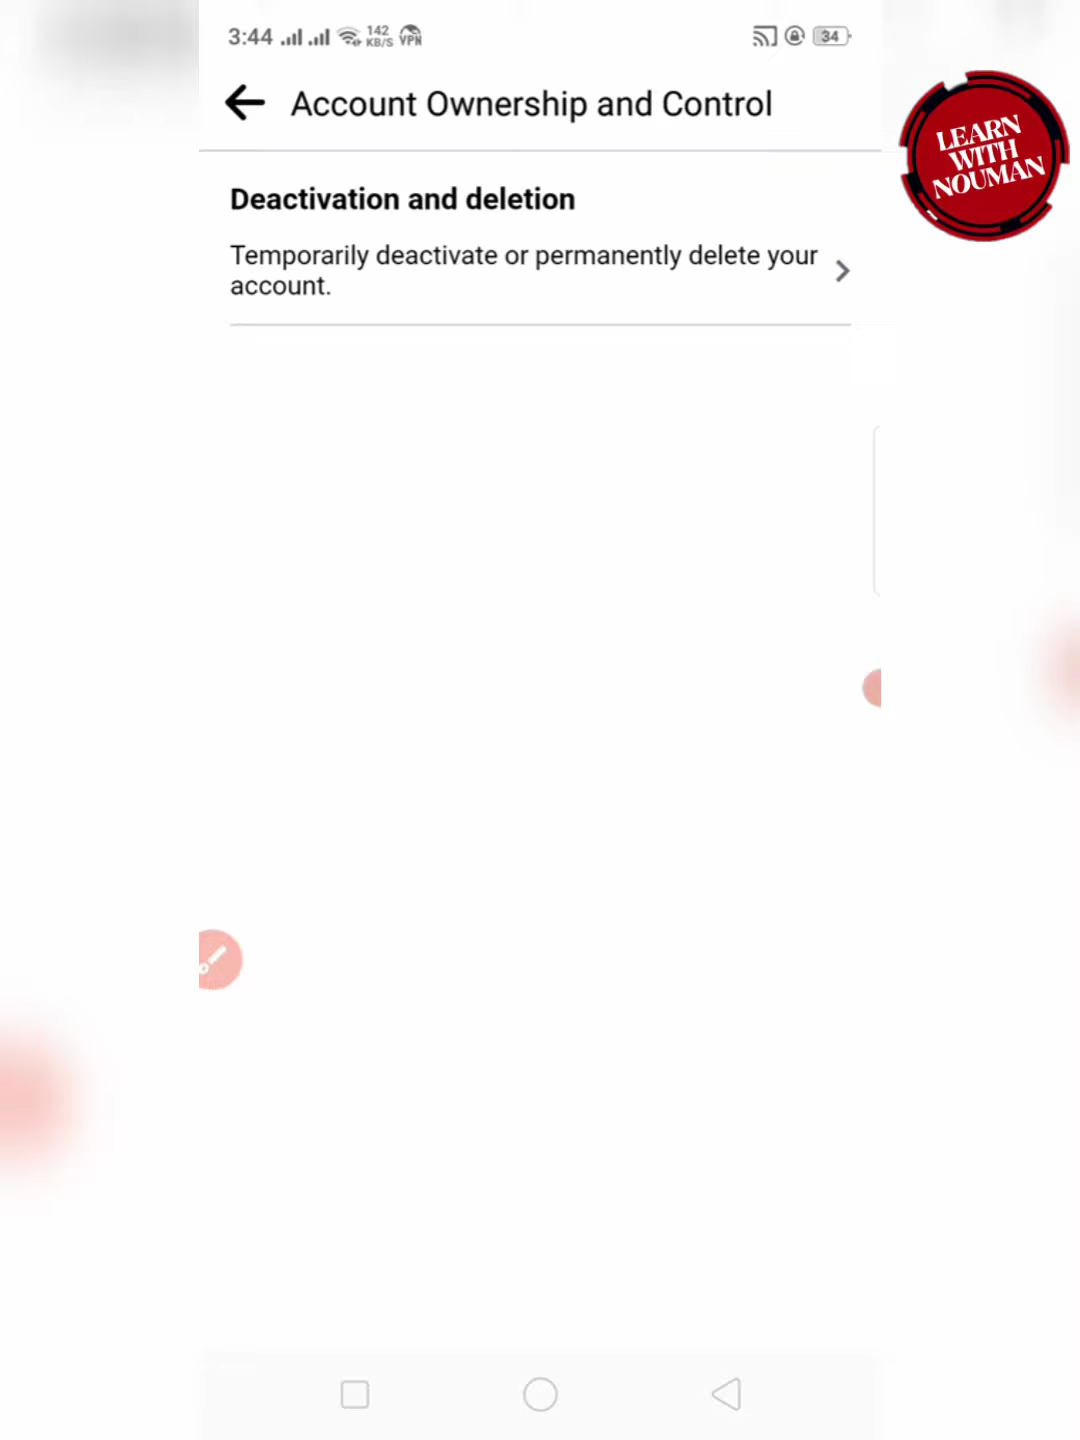 3:44 142 KB/S VPN 34
Account Ownership and Control
LEARN
WITH
NOUMAN
Deactivation and deletion
Temporarily deactivate or permanently delete your
account.